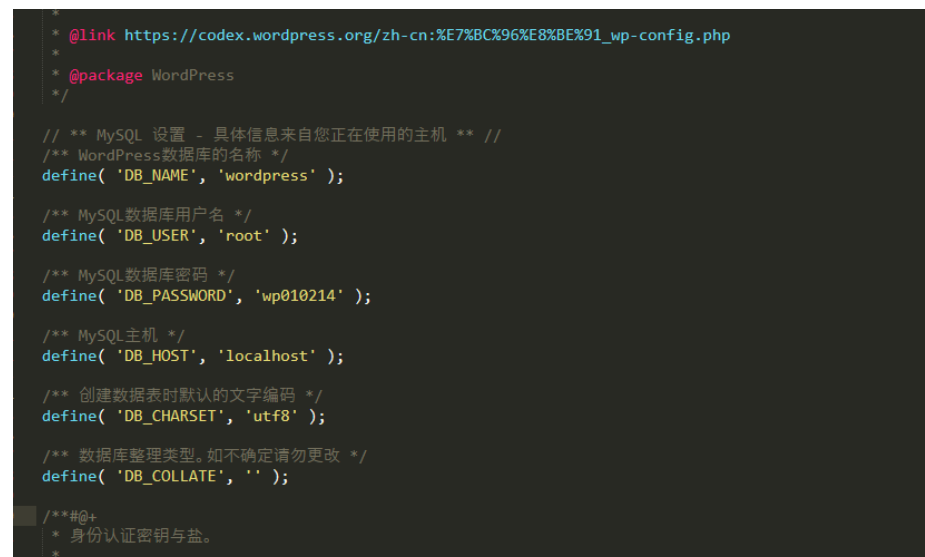 *
* @link https://codex.wordpress.org/zh-cn:%E7%BC%96%E8%BE%91_wp-config.php
*
* @package WordPress
*/
// ** MySQL 设置 - 具体信息来自您正在使用的主机 ** //
/** WordPress数据库的名称 */
define( 'DB_NAME', 'wordpress' );
/** MySQL数据库用户名 */
define( 'DB_USER', 'root' );
/** MySQL数据库密码 */
define( 'DB_PASSWORD', 'wp010214' );
/** MySQL主机 */
define( 'DB_HOST', 'localhost' );
/** 创建数据表时默认的文字编码 */
define( 'DB_CHARSET', 'utf8' );
/** 数据库整理类型。如不确定请勿更改 */
define( 'DB_COLLATE', '' );
/**#@+
* 身份认证密钥与盐。
*